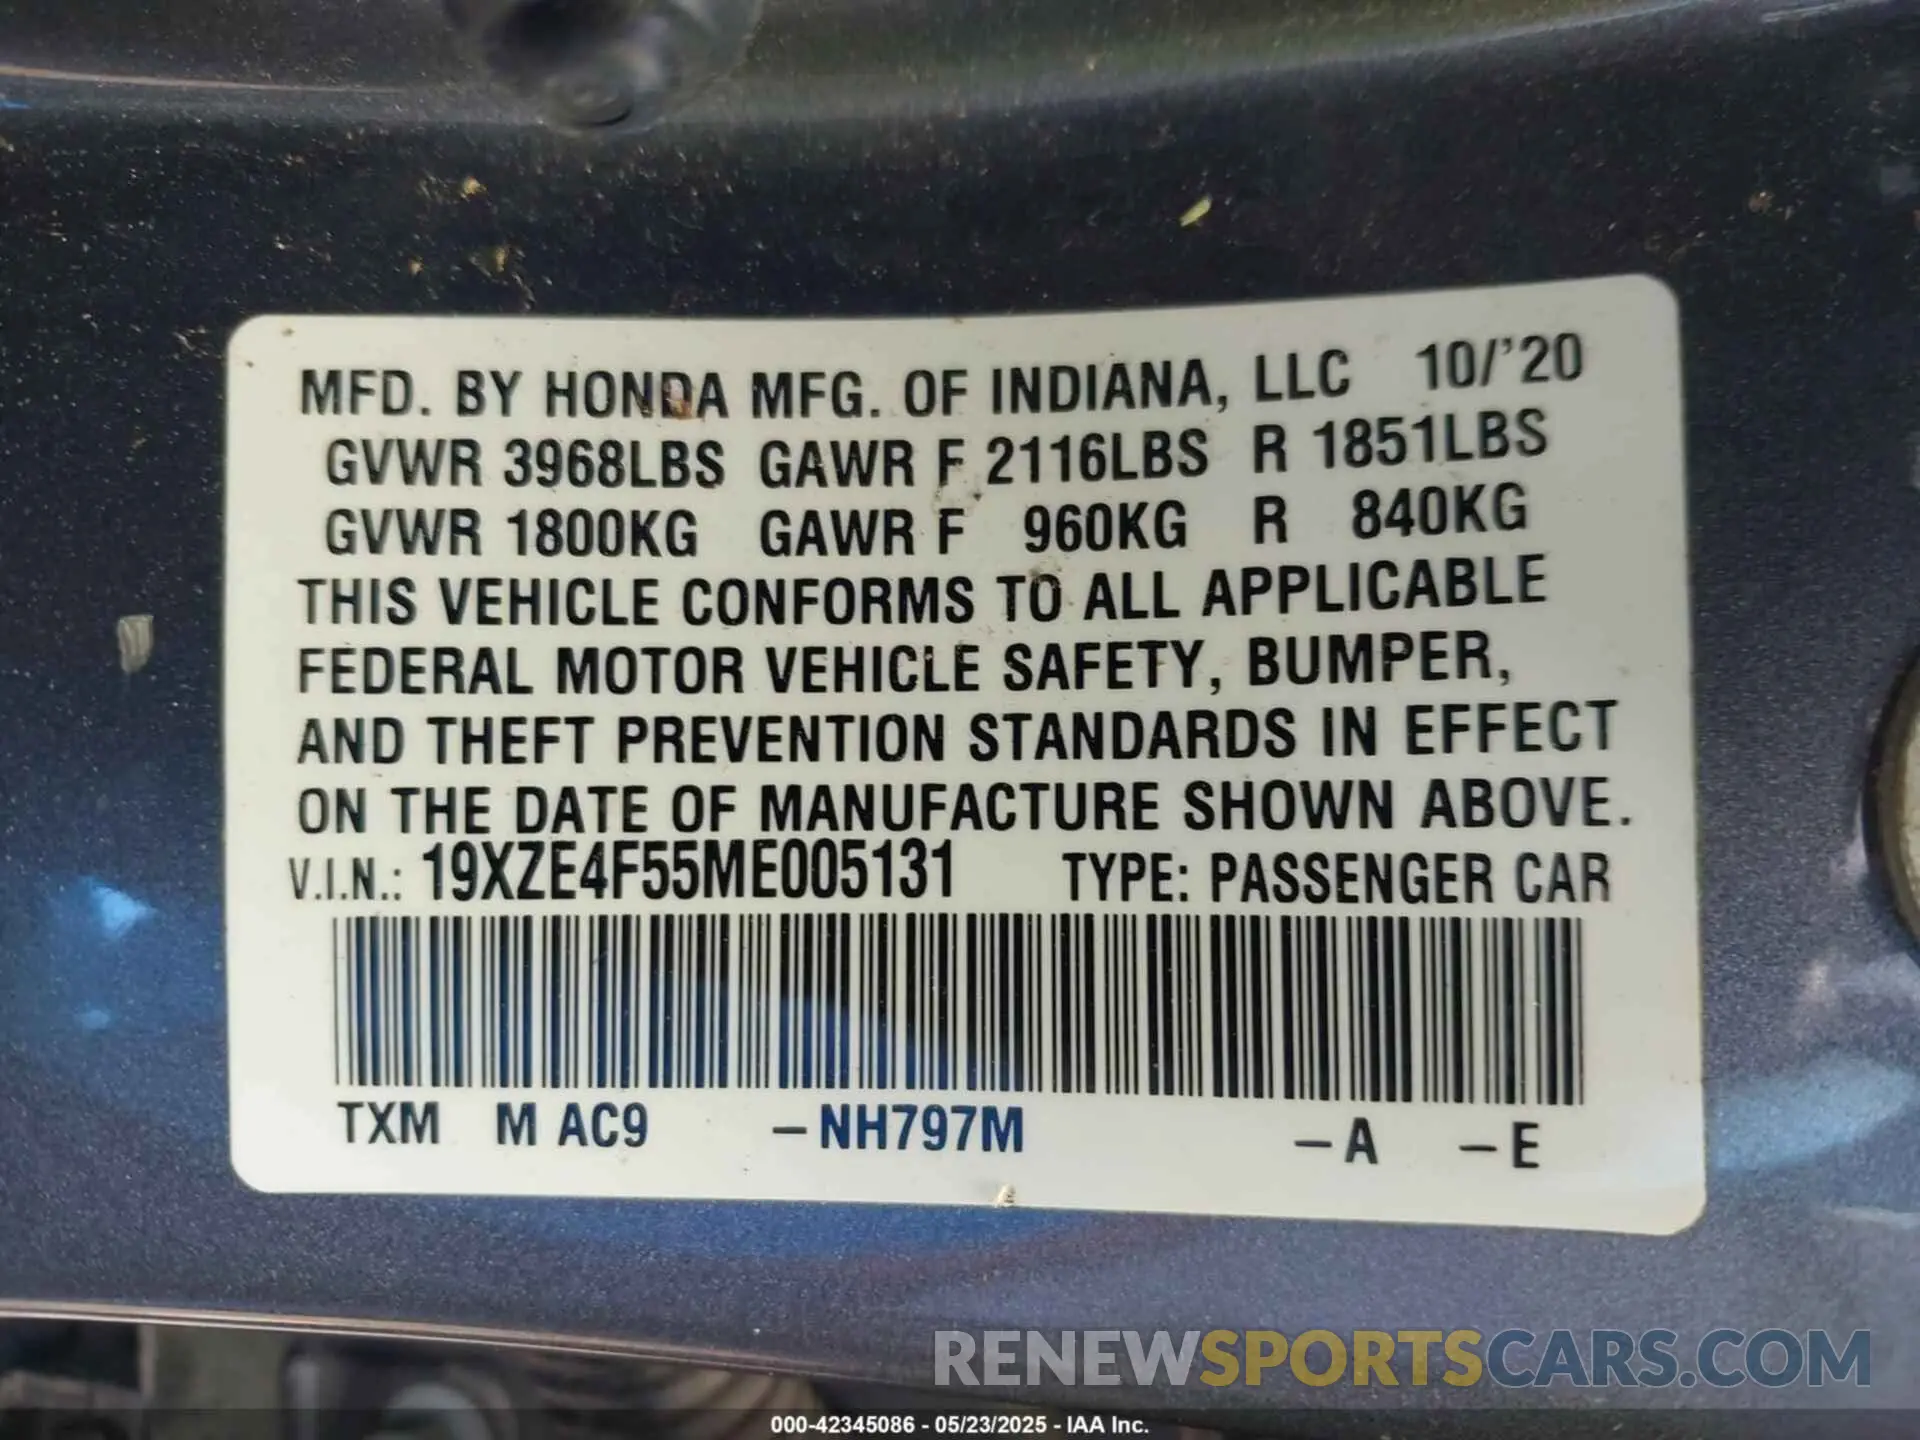 MFD. BY HONDA MFG. OF INDIANA, LLC 10/'20
GVWR 3968LBS GAWR F 2116LBS R 1851LBS
GVWR 1800KG GAWR F 960KG R 840KG
THIS VEHICLE CONFORMS TO ALL APPLICABLE
FEDERAL MOTOR VEHICLE SAFETY, BUMPER,
AND THEFT PREVENTION STANDARDS IN EFFECT
ON THE DATE OF MANUFACTURE SHOWN ABOVE.
V.I.N.: 19XZE4F55ME005131 TYPE: PASSENGER CAR
TXM M AC9 –NH797M –A –E
RENEWSPORTSCARS.COM
000-42345086 - 05/23/2025 - IAA Inc.